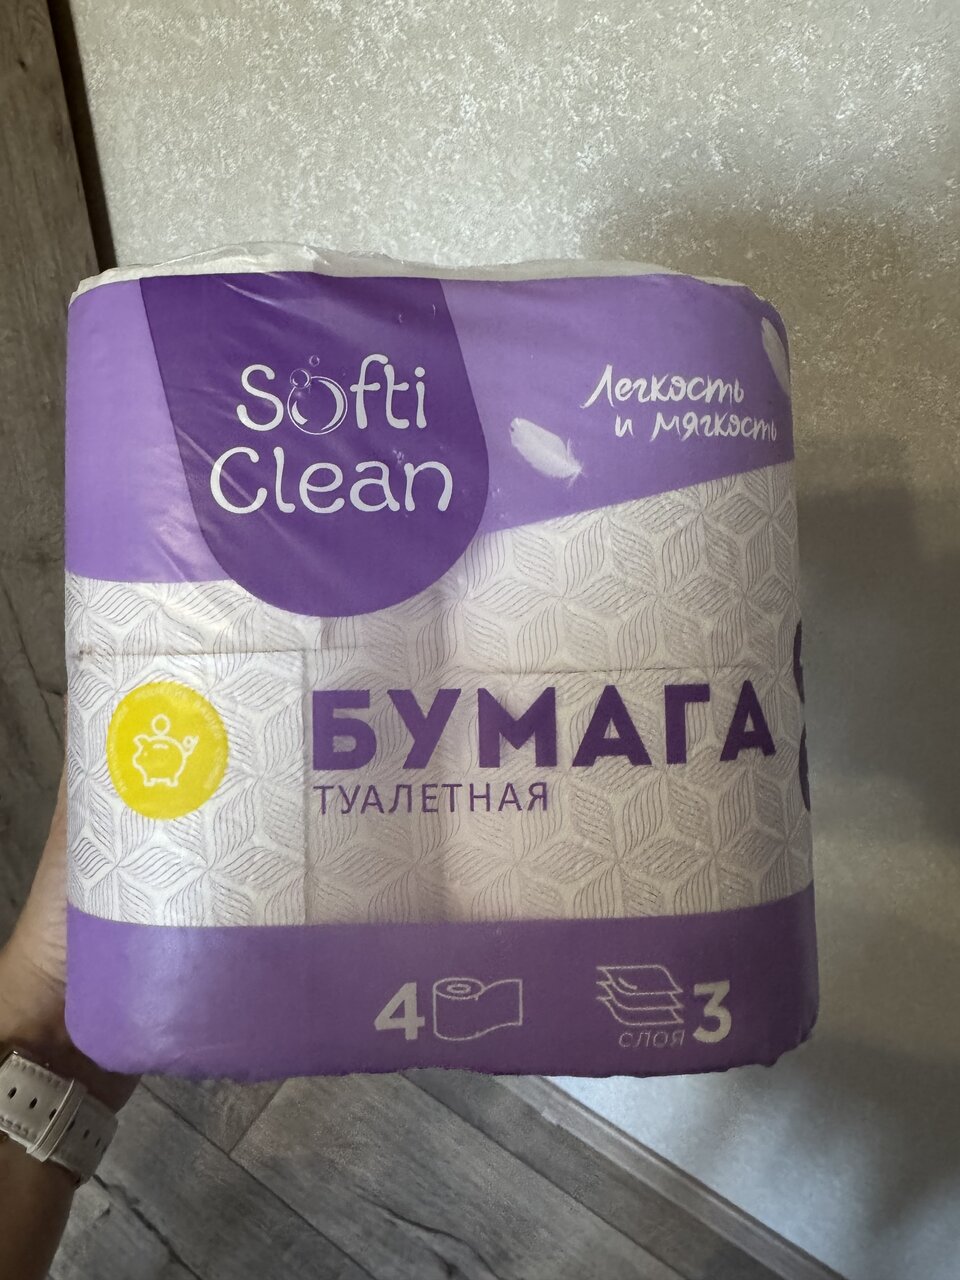 Softi
Clean
Легкость
и мягкость
БУМАГА
ТУАЛЕТНАЯ
4
слоя 3